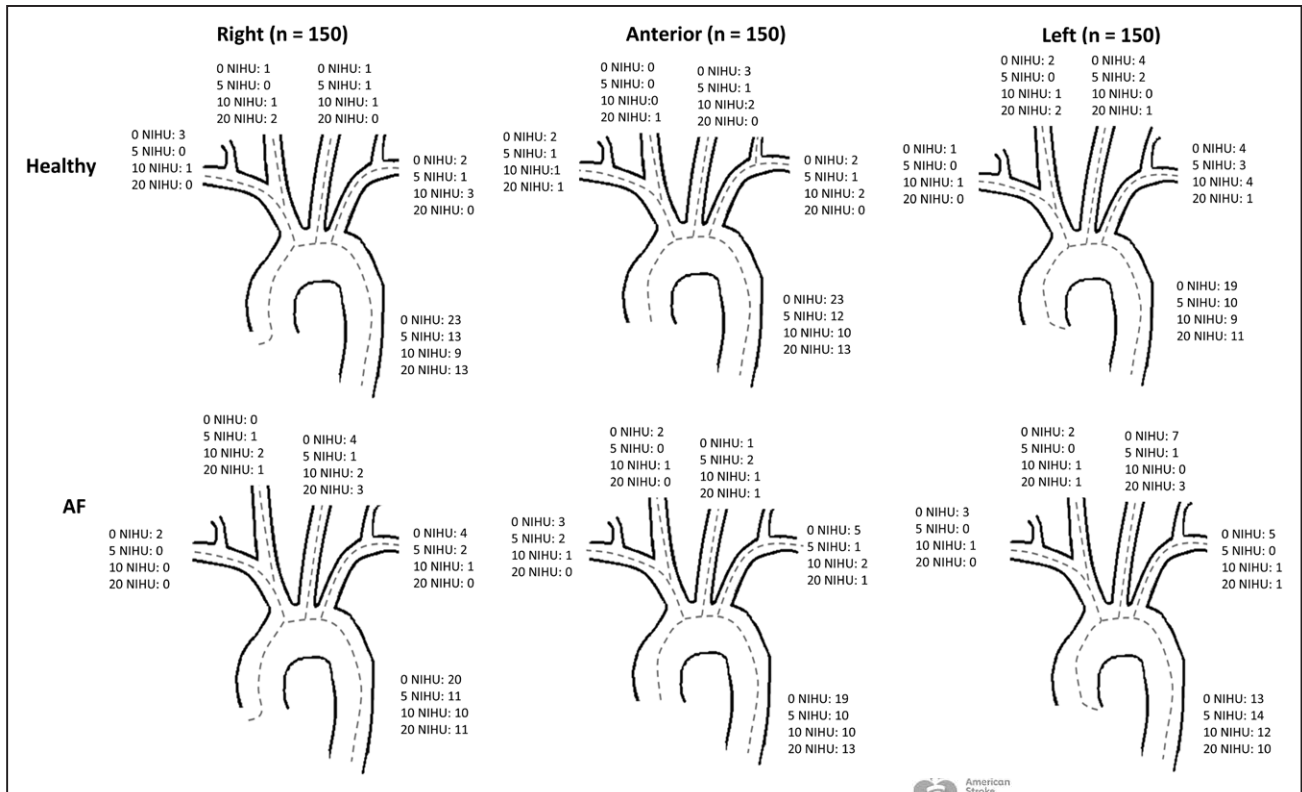 Right (n = 150)
Anterior (n = 150)
Left (n = 150)
Healthy
0 NIHU: 3
5 NIHU: 0
10 NIHU: 1
20 NIHU: 0
0 NIHU: 1
5 NIHU: 0
10 NIHU: 1
20 NIHU: 2
0 NIHU: 1
5 NIHU: 1
10 NIHU: 1
20 NIHU: 0
0 NIHU: 2
5 NIHU: 1
10 NIHU: 3
20 NIHU: 0
0 NIHU: 23
5 NIHU: 13
10 NIHU: 9
20 NIHU: 13
0 NIHU: 2
5 NIHU: 1
10 NIHU:1
20 NIHU: 1
0 NIHU: 0
5 NIHU: 0
10 NIHU:0
20 NIHU: 1
0 NIHU: 3
5 NIHU: 1
10 NIHU:2
20 NIHU: 0
0 NIHU: 2
5 NIHU: 1
10 NIHU: 2
20 NIHU: 0
0 NIHU: 23
5 NIHU: 12
10 NIHU: 10
20 NIHU: 13
0 NIHU: 1
5 NIHU: 0
10 NIHU: 1
20 NIHU: 0
0 NIHU: 2
5 NIHU: 0
10 NIHU: 1
20 NIHU: 2
0 NIHU: 4
5 NIHU: 2
10 NIHU: 0
20 NIHU: 1
0 NIHU: 4
5 NIHU: 3
10 NIHU: 4
20 NIHU: 1
0 NIHU: 19
5 NIHU: 10
10 NIHU: 9
20 NIHU: 11
AF
0 NIHU: 2
5 NIHU: 0
10 NIHU: 0
20 NIHU: 0
0 NIHU: 0
5 NIHU: 1
10 NIHU: 2
20 NIHU: 1
0 NIHU: 4
5 NIHU: 1
10 NIHU: 2
20 NIHU: 3
0 NIHU: 4
5 NIHU: 2
10 NIHU: 1
20 NIHU: 0
0 NIHU: 20
5 NIHU: 11
10 NIHU: 10
20 NIHU: 11
0 NIHU: 3
5 NIHU: 2
10 NIHU: 1
20 NIHU: 0
0 NIHU: 2
5 NIHU: 0
10 NIHU: 1
20 NIHU: 0
0 NIHU: 1
5 NIHU: 2
10 NIHU: 1
20 NIHU: 1
0 NIHU: 5
5 NIHU: 1
10 NIHU: 2
20 NIHU: 1
0 NIHU: 19
5 NIHU: 10
10 NIHU: 10
20 NIHU: 13
0 NIHU: 3
5 NIHU: 0
10 NIHU: 1
20 NIHU: 0
0 NIHU: 2
5 NIHU: 0
10 NIHU: 1
20 NIHU: 1
0 NIHU: 7
5 NIHU: 1
10 NIHU: 0
20 NIHU: 3
0 NIHU: 5
5 NIHU: 0
10 NIHU: 1
20 NIHU: 1
0 NIHU: 13
5 NIHU: 14
10 NIHU: 12
20 NIHU: 10
American
Stroke